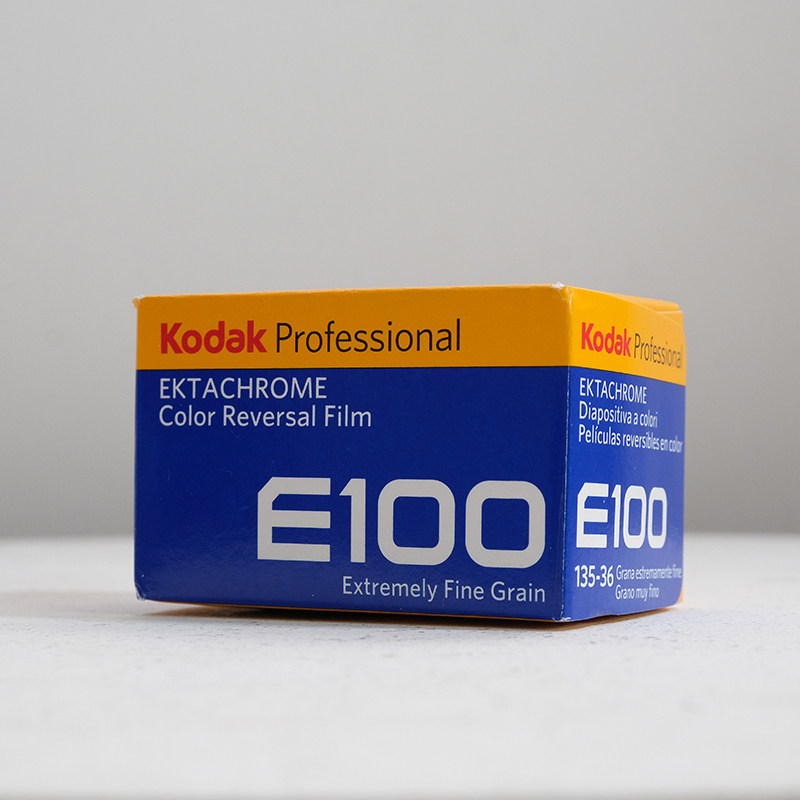 Kodak Professional
EKTACHROME
Color Reversal Film
E100
Extremely Fine Grain
Kodak Professional
EKTACHROME
Diapositiva a colori
Películas reversibles en color
E100
135-36 Grana estremamente fine
Grano muy fino